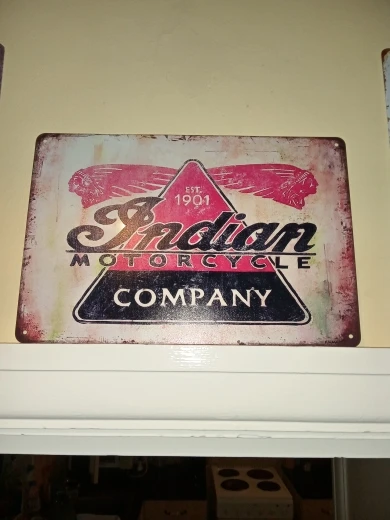 EST.
1901
Indian
MOTORCYCLE
COMPANY